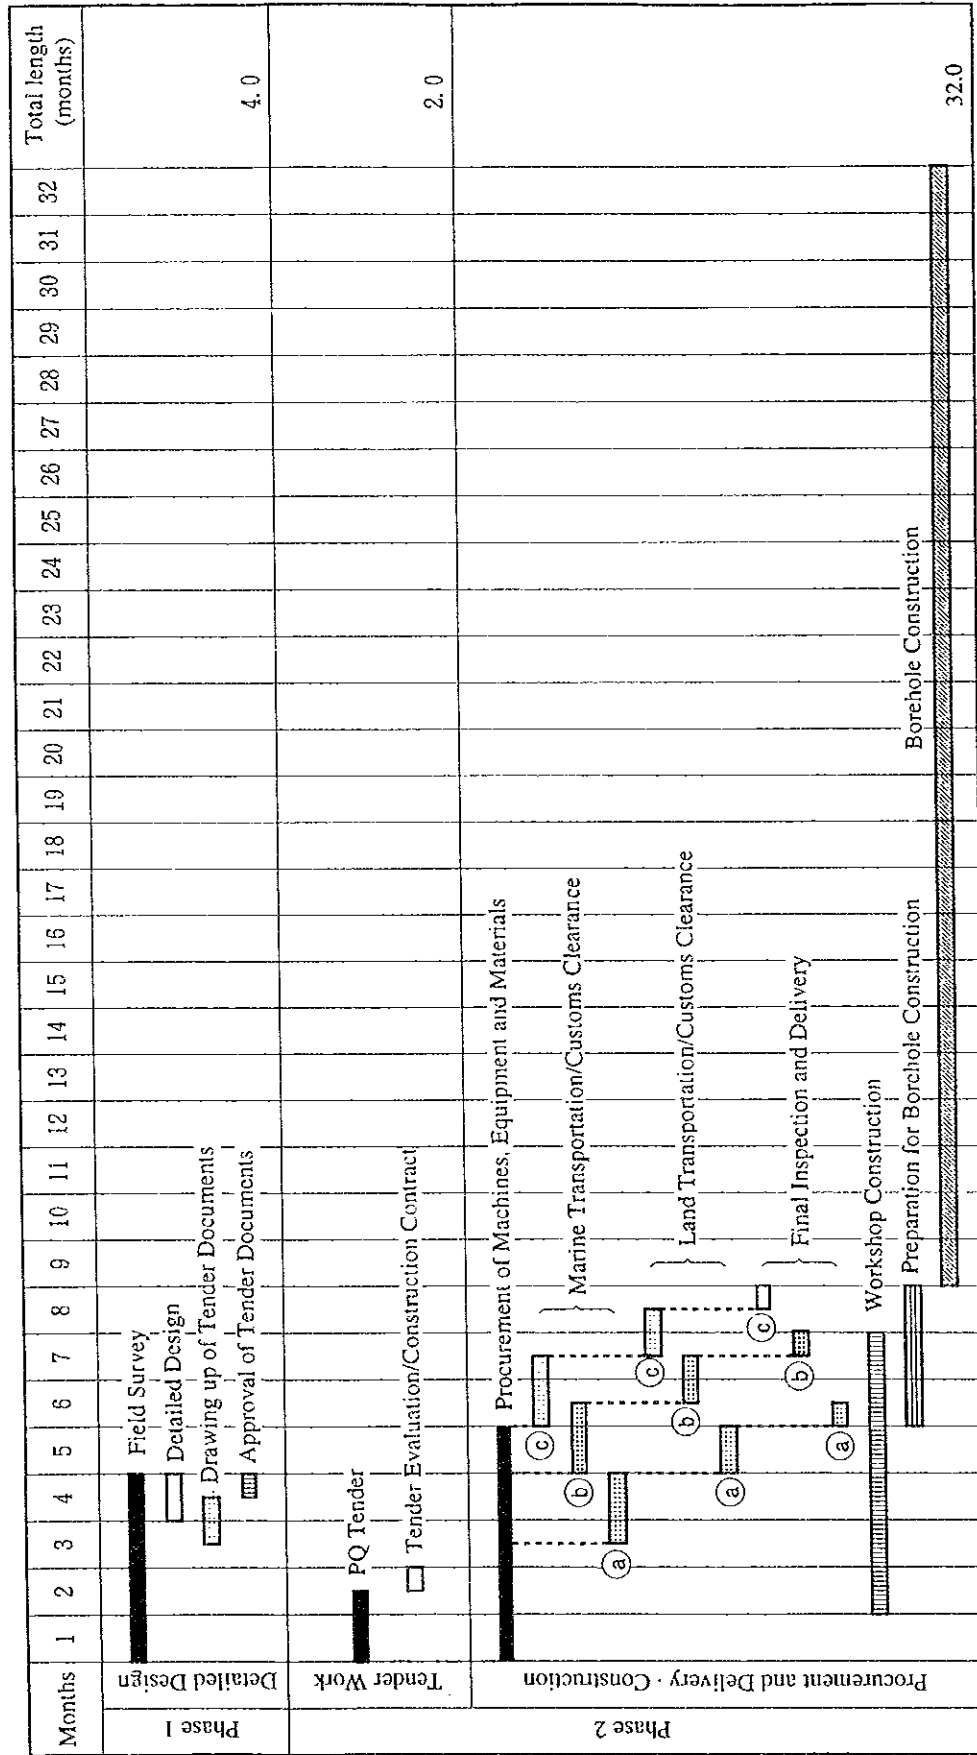 Months 1 2 3 4 5 6 7 8 9 10 11 12 13 14 15 16 17 18 19 20 21 22 23 24 25 26 27 28 29 30 31 32 Total length (months)
Phase 1
Detailed Design
Field Survey
Detailed Design
Drawing up of Tender Documents
Approval of Tender Documents
4.0
Phase 2
Tender Work
PQ Tender
Tender Evaluation/Construction Contract
2.0
Procurement and Delivery · Construction
Procurement of Machines, Equipment and Materials
c
b
a
Marine Transportation/Customs Clearance
c
b
a
Land Transportation/Customs Clearance
c
b
a
Final Inspection and Delivery
Workshop Construction
Preparation for Borehole Construction
Borehole Construction
32.0